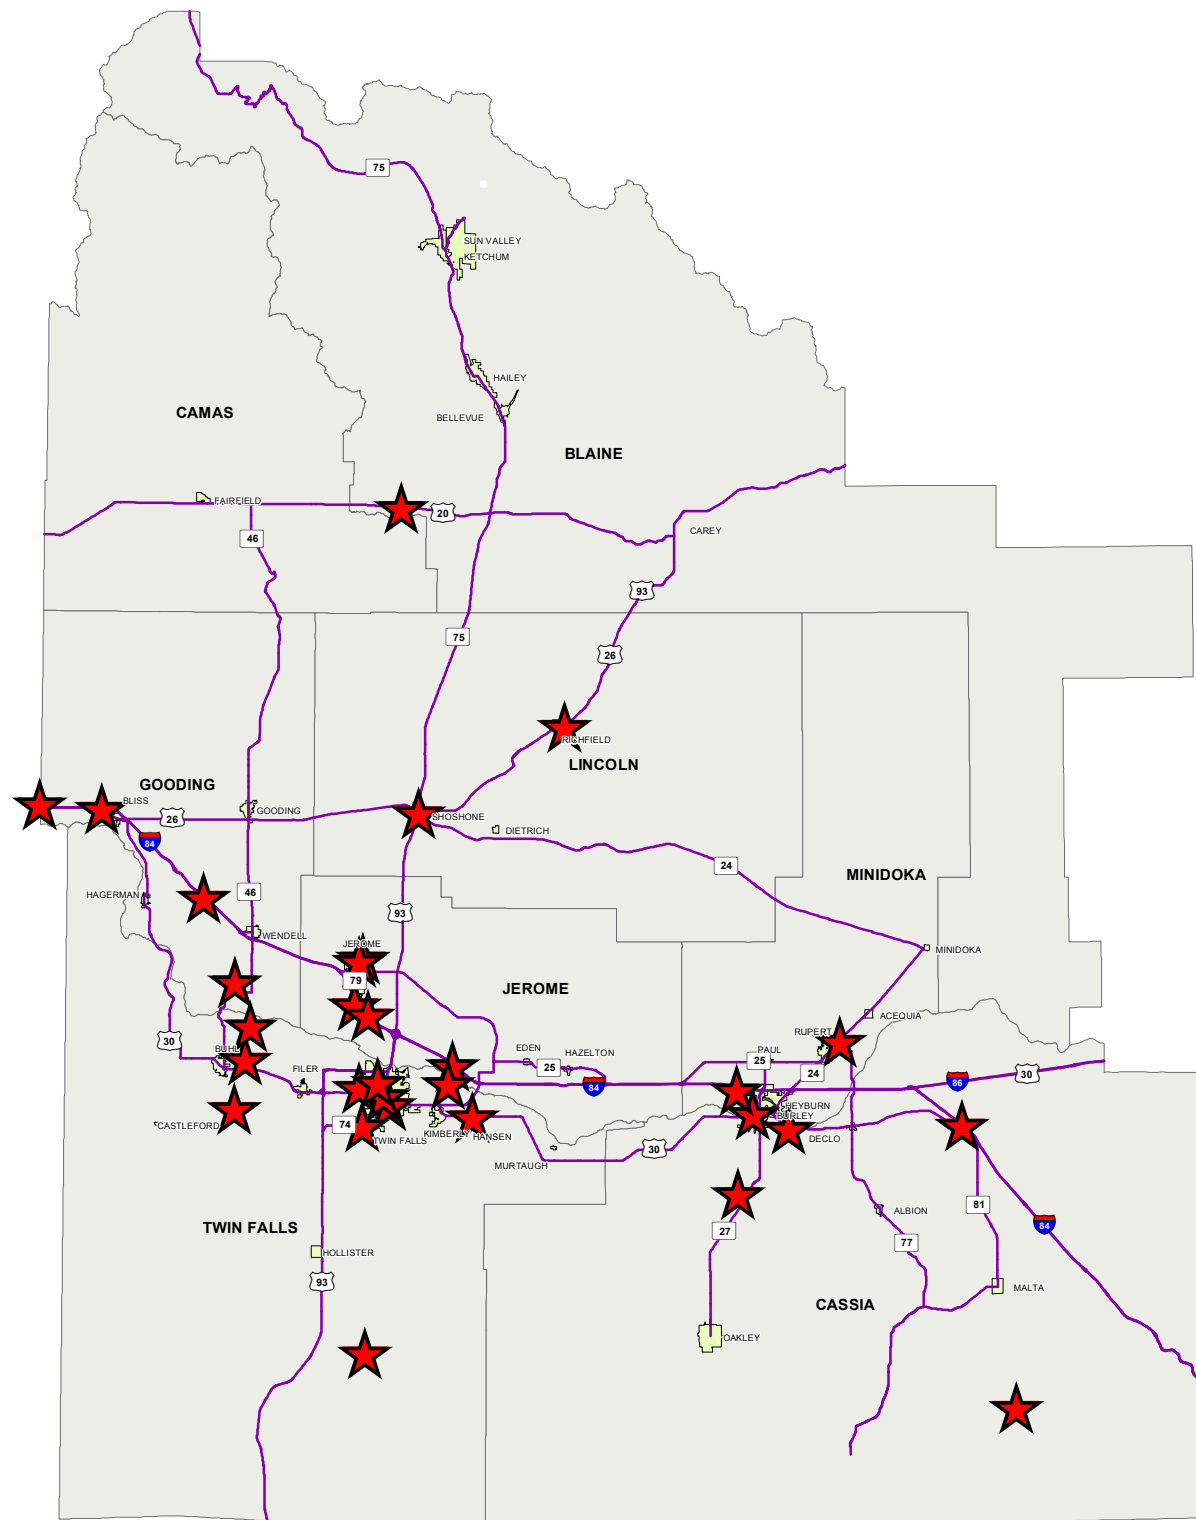 75
SUN VALLEY
KETCHUM
HAILEY
BELLEVUE
CAMAS
BLAINE
FAIRFIELD
20
46
CAREY
93
75
26
RICHFIELD
LINCOLN
GOODING
BLISS
26
GOODING
SHOSHONE
DIETRICH
84
24
MINIDOKA
HAGERMAN
46
93
WENDELL
JEROME
MINIDOKA
79
JEROME
ACEQUIA
RUPERT
30
BUHL
EDEN
HAZELTON
PAUL
25
25
24
FILER
84
86
30
HEYBURN
BURLEY
CASTLEFORD
74
TWIN FALLS
KIMBERLY
HANSEN
DECLO
MURTAUGH
30
81
ALBION
TWIN FALLS
27
84
77
HOLLISTER
93
MALTA
CASSIA
OAKLEY